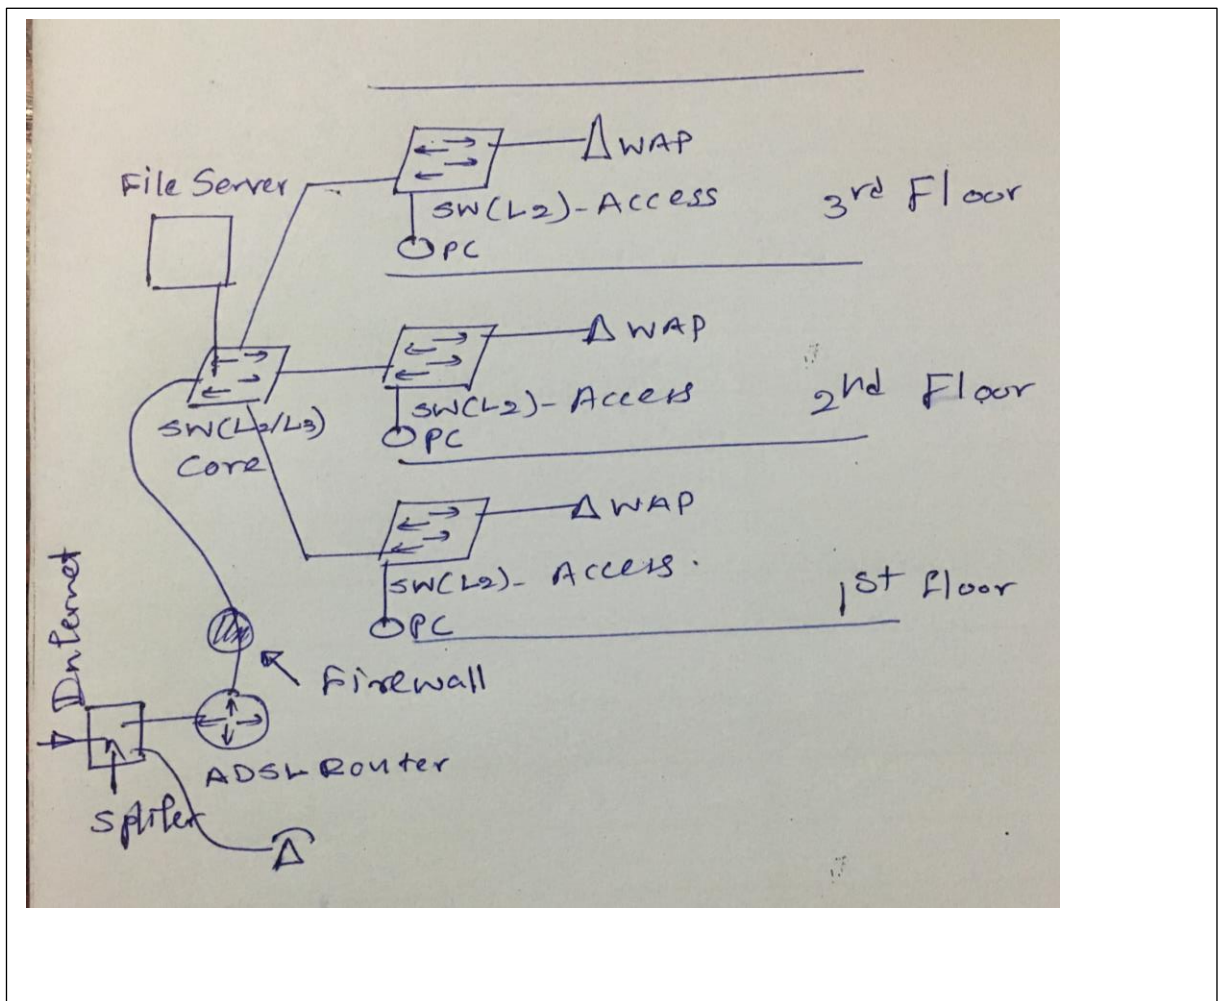 WAP
File Server
SW(L2)-Access
3rd Floor
PC
WAP
SW(L2)-Access
2nd Floor
SW(L2/L3)
Core
PC
WAP
SW(L2)- Access.
1st floor
PC
Internet
Firewall
ADSL Router
Spliter